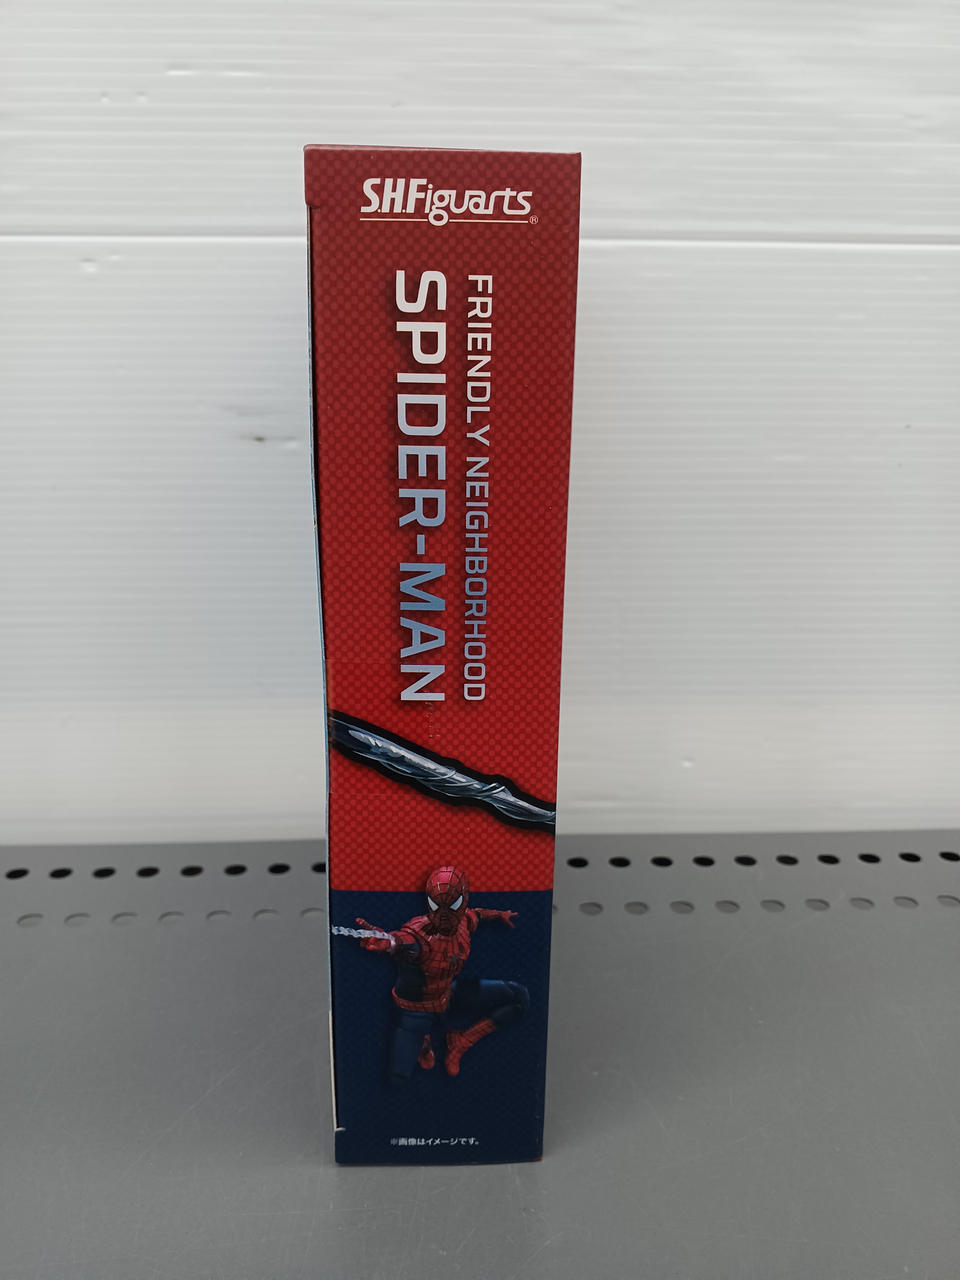 S.H.Figuarts®
FRIENDLY NEIGHBORHOOD
SPIDER-MAN
※画像はイメージです。